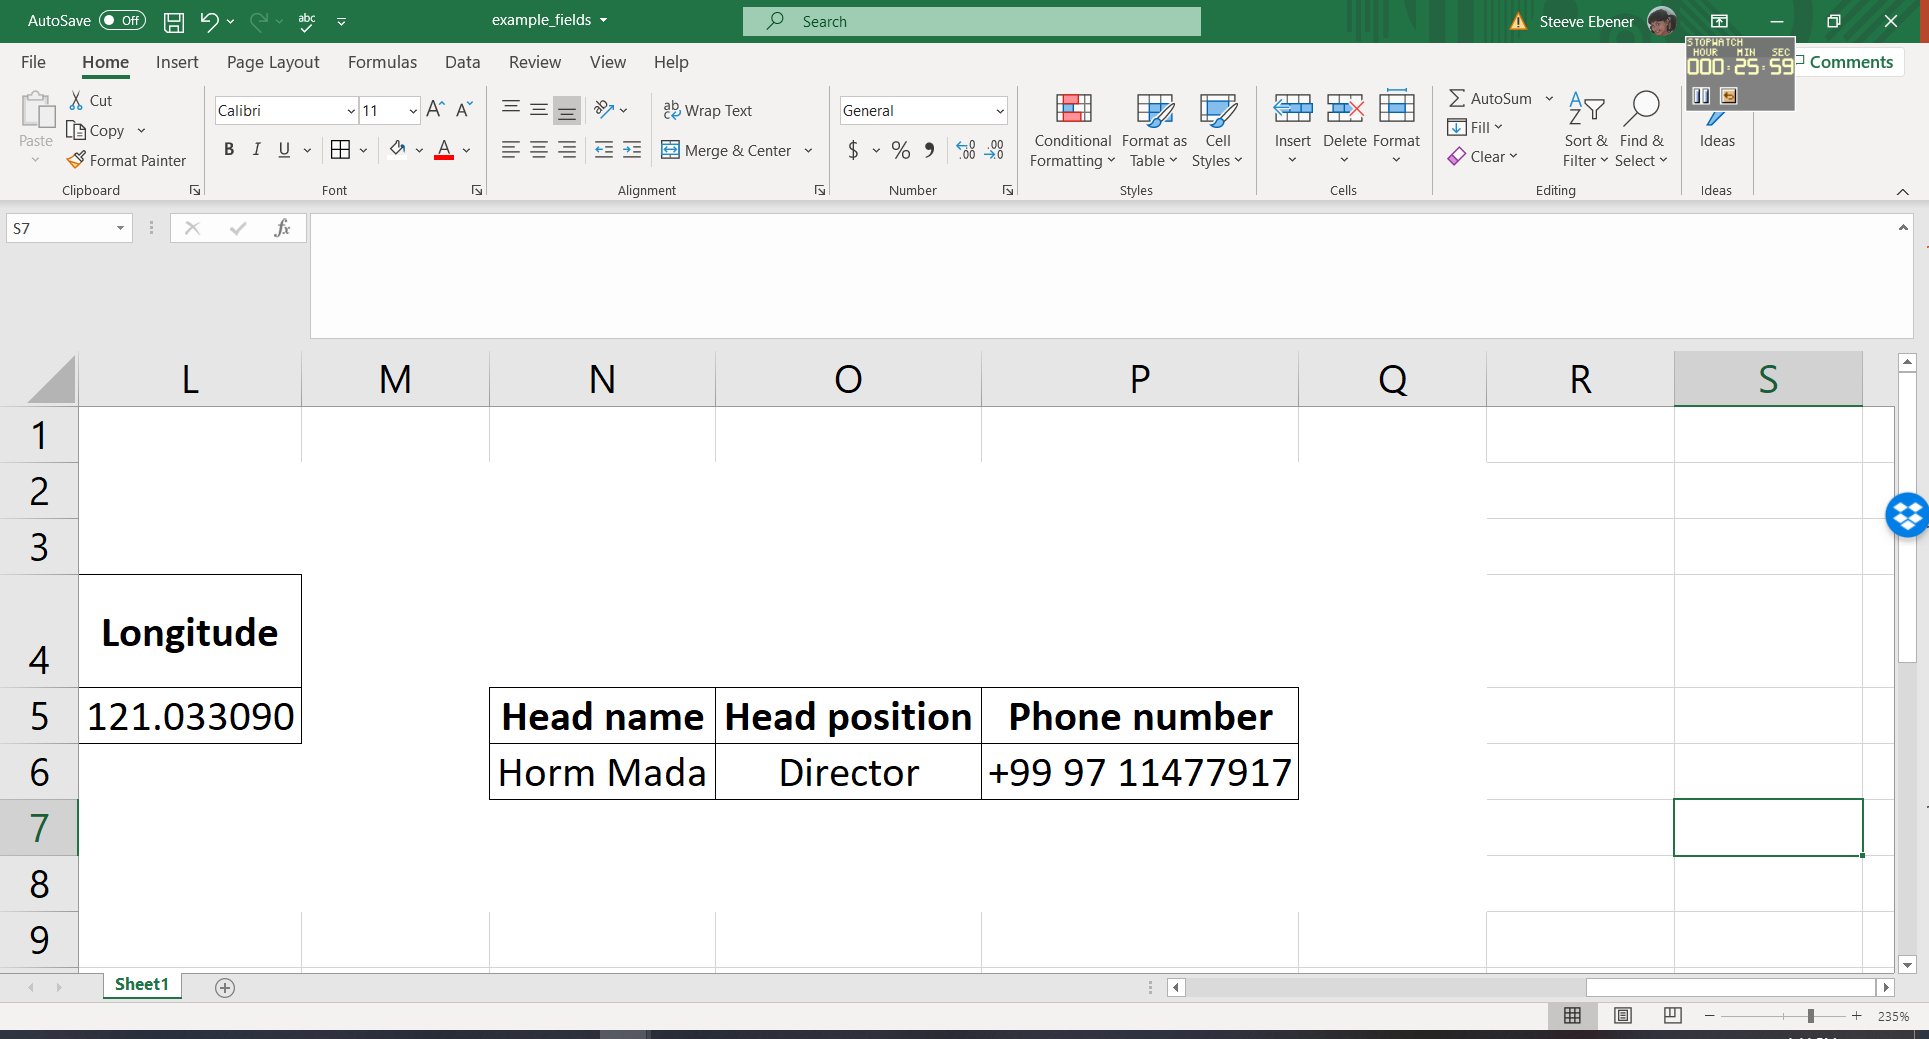 AutoSave Off example_fields Search Steeve Ebener
File Home Insert Page Layout Formulas Data Review View Help Comments
STOPWATCH
HOUR MIN SEC
000:25:59
Cut
Copy
Format Painter
Paste
Clipboard
Calibri 11
B I U
Font
Wrap Text
Merge & Center
Alignment
General
$ %
Number
Conditional Formatting
Format as Table
Cell Styles
Styles
Insert Delete Format
Cells
AutoSum
Fill
Clear
Sort & Filter
Find & Select
Editing
Ideas
Ideas
S7 fx
L M N O P Q R S
1
2
3
4 Longitude
5 121.033090 Head name Head position Phone number
6 Horm Mada Director +99 97 11477917
7
8
9
Sheet1
235%